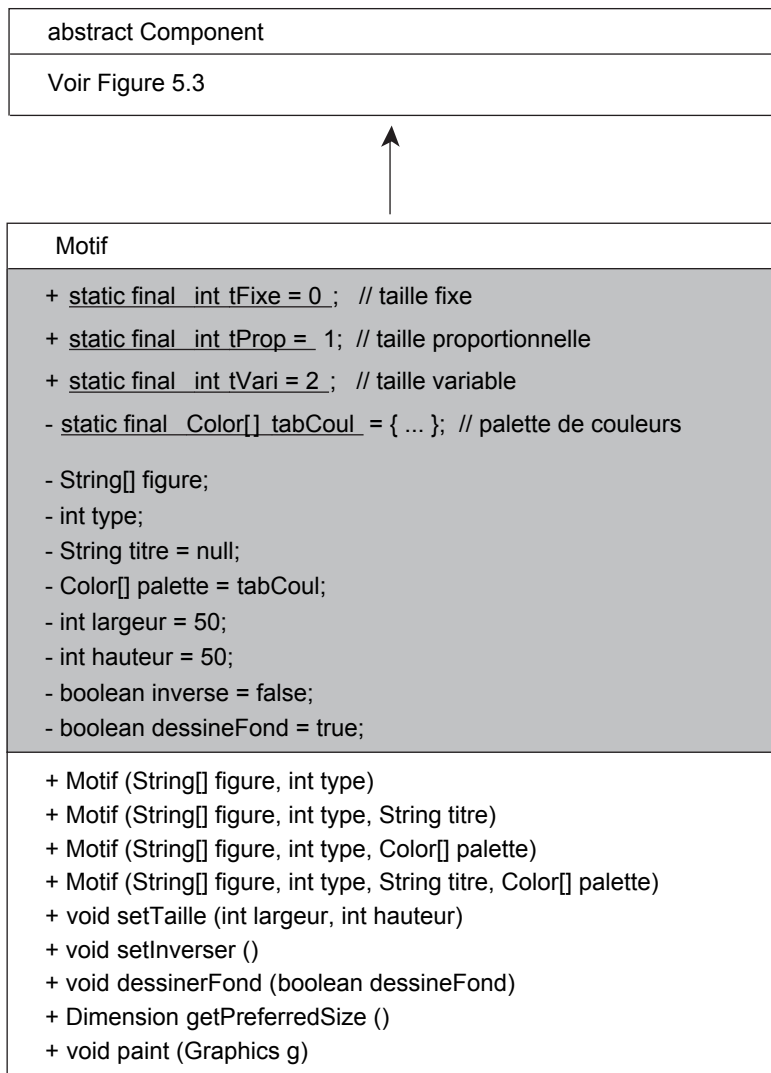 abstract Component
Voir Figure 5.3
Motif
+ static final int tFixe = 0 ; // taille fixe
+ static final int tProp = 1; // taille proportionnelle
+ static final int tVari = 2 ; // taille variable
- static final Color[] tabCoul = { ... }; // palette de couleurs
- String[] figure;
- int type;
- String titre = null;
- Color[] palette = tabCoul;
- int largeur = 50;
- int hauteur = 50;
- boolean inverse = false;
- boolean dessineFond = true;
+ Motif (String[] figure, int type)
+ Motif (String[] figure, int type, String titre)
+ Motif (String[] figure, int type, Color[] palette)
+ Motif (String[] figure, int type, String titre, Color[] palette)
+ void setTaille (int largeur, int hauteur)
+ void setInverser ()
+ void dessinerFond (boolean dessineFond)
+ Dimension getPreferredSize ()
+ void paint (Graphics g)